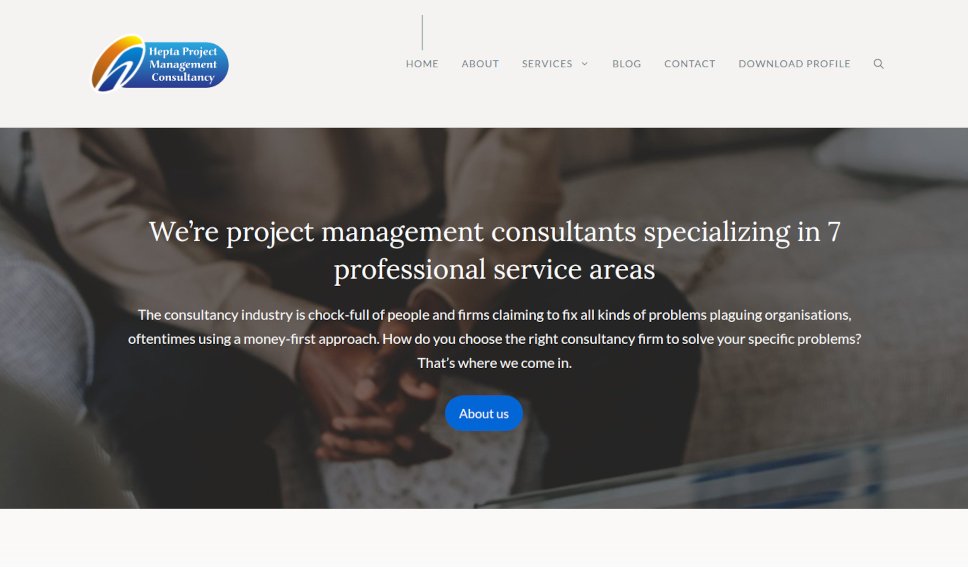 Hepta Project
Management
Consultancy
HOME ABOUT SERVICES BLOG CONTACT DOWNLOAD PROFILE
We’re project management consultants specializing in 7
professional service areas
The consultancy industry is chock-full of people and firms claiming to fix all kinds of problems plaguing organisations,
oftentimes using a money-first approach. How do you choose the right consultancy firm to solve your specific problems?
That’s where we come in.
About us